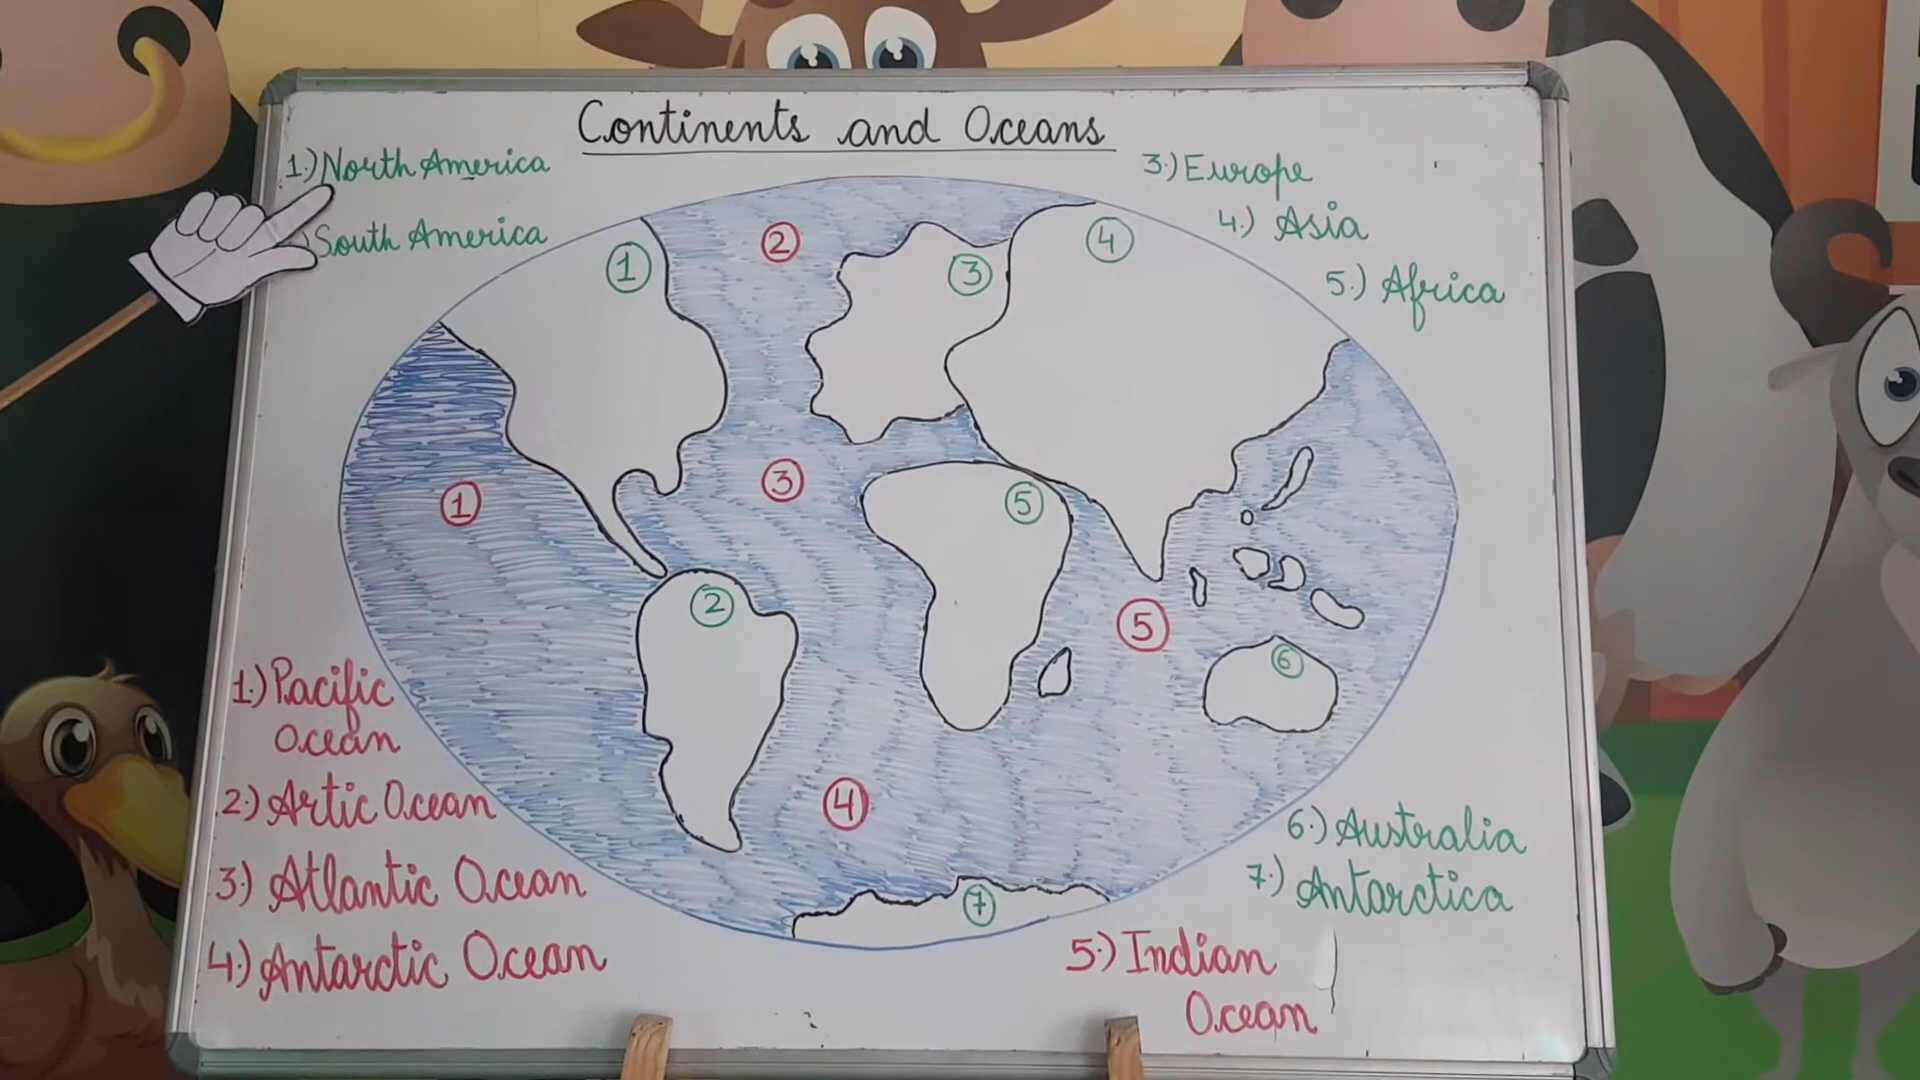 Continents and Oceans
1.) North America
) South America
3.) Europe
4.) Asia
5.) Africa
1
2
3
4
1
3
5
2
5
6
4
7
1.) Pacific
Ocean
2.) Artic Ocean
3.) Atlantic Ocean
4.) Antarctic Ocean
6.) Australia
7.) Antarctica
5.) Indian
Ocean